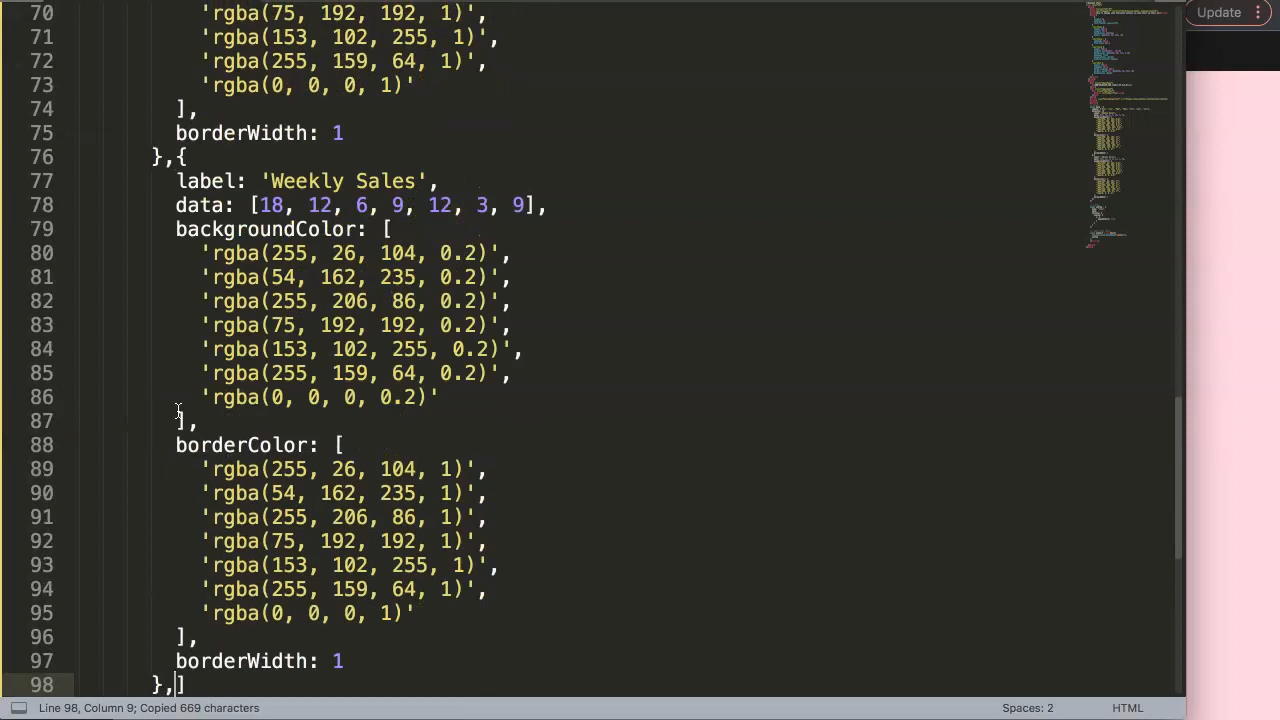 Update
70 'rgba(75, 192, 192, 1)',
71 'rgba(153, 102, 255, 1)',
72 'rgba(255, 159, 64, 1)',
73 'rgba(0, 0, 0, 1)'
74 ],
75 borderWidth: 1
76 },{
77 label: 'Weekly Sales',
78 data: [18, 12, 6, 9, 12, 3, 9],
79 backgroundColor: [
80 'rgba(255, 26, 104, 0.2)',
81 'rgba(54, 162, 235, 0.2)',
82 'rgba(255, 206, 86, 0.2)',
83 'rgba(75, 192, 192, 0.2)',
84 'rgba(153, 102, 255, 0.2)',
85 'rgba(255, 159, 64, 0.2)',
86 'rgba(0, 0, 0, 0.2)'
87 ],
88 borderColor: [
89 'rgba(255, 26, 104, 1)',
90 'rgba(54, 162, 235, 1)',
91 'rgba(255, 206, 86, 1)',
92 'rgba(75, 192, 192, 1)',
93 'rgba(153, 102, 255, 1)',
94 'rgba(255, 159, 64, 1)',
95 'rgba(0, 0, 0, 1)'
96 ],
97 borderWidth: 1
98 },]
Line 98, Column 9; Copied 669 characters Spaces: 2 HTML